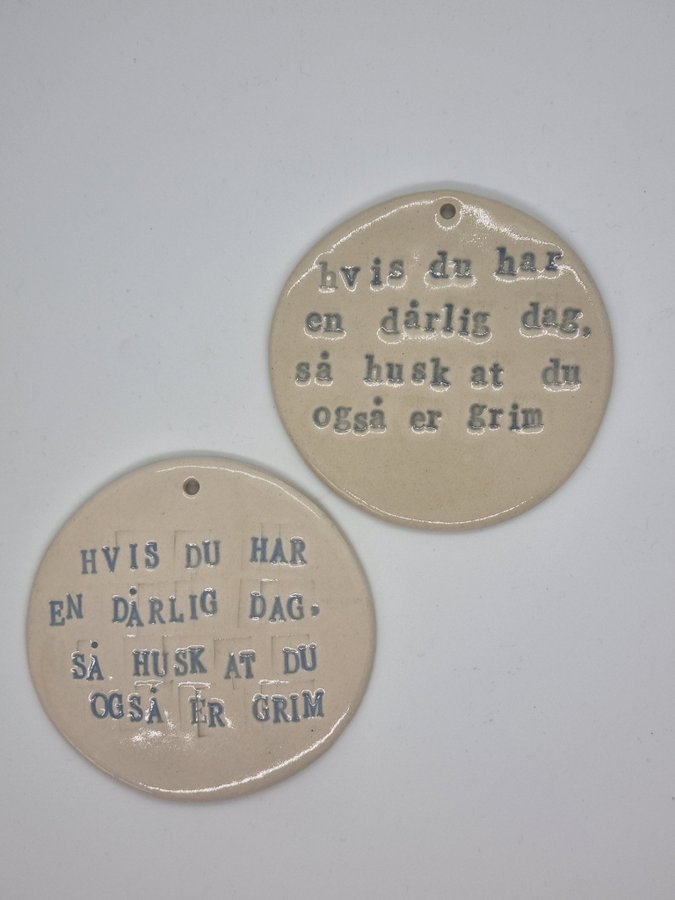 hvis du har
en dårlig dag,
så husk at du
også er grim
HVIS DU HAR
EN DÅRLIG DAG.
SÅ HUSK AT DU
OGSÅ ER GRIM